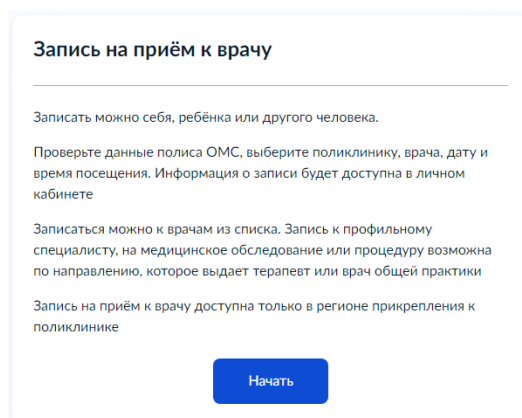 Запись на приём к врачу
Записать можно себя, ребёнка или другого человека.
Проверьте данные полиса ОМС, выберите поликлинику, врача, дату и
время посещения. Информация о записи будет доступна в личном
кабинете
Записаться можно к врачам из списка. Запись к профильному
специалисту, на медицинское обследование или процедуру возможна
по направлению, которое выдает терапевт или врач общей практики
Запись на приём к врачу доступна только в регионе прикрепления к
поликлинике
Начать